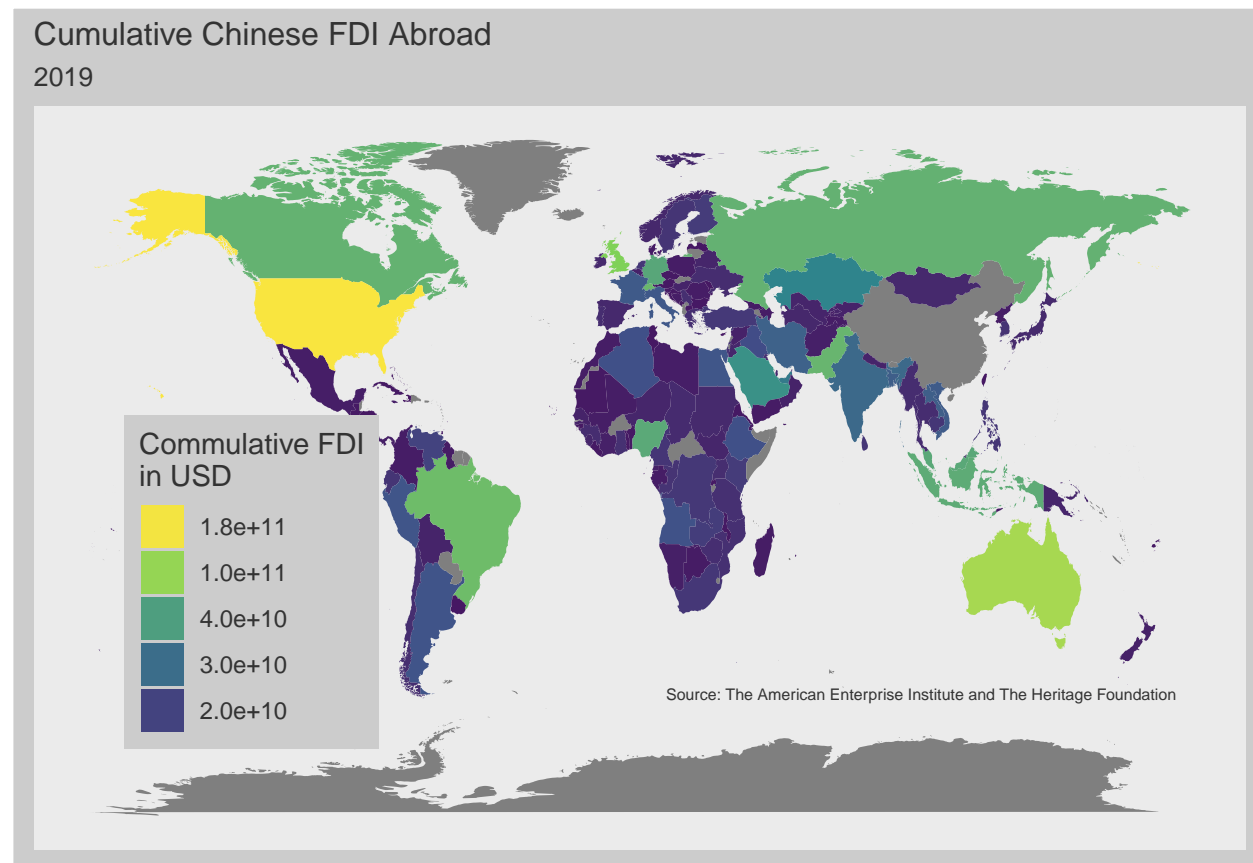 Cumulative Chinese FDI Abroad
2019
Commulative FDI
in USD
1.8e+11
1.0e+11
4.0e+10
3.0e+10
2.0e+10
Source: The American Enterprise Institute and The Heritage Foundation